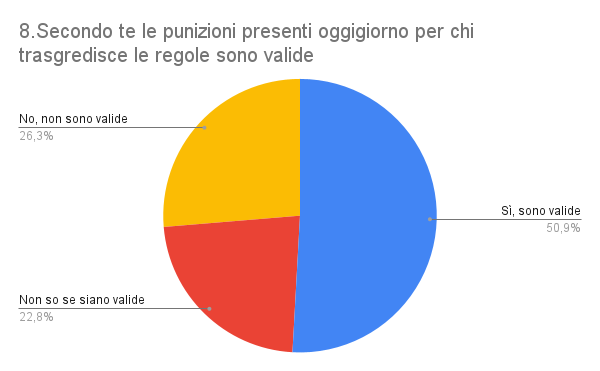 8.Secondo te le punizioni presenti oggigiorno per chi
trasgredisce le regole sono valide
No, non sono valide
26,3%
Sì, sono valide
50,9%
Non so se siano valide
22,8%